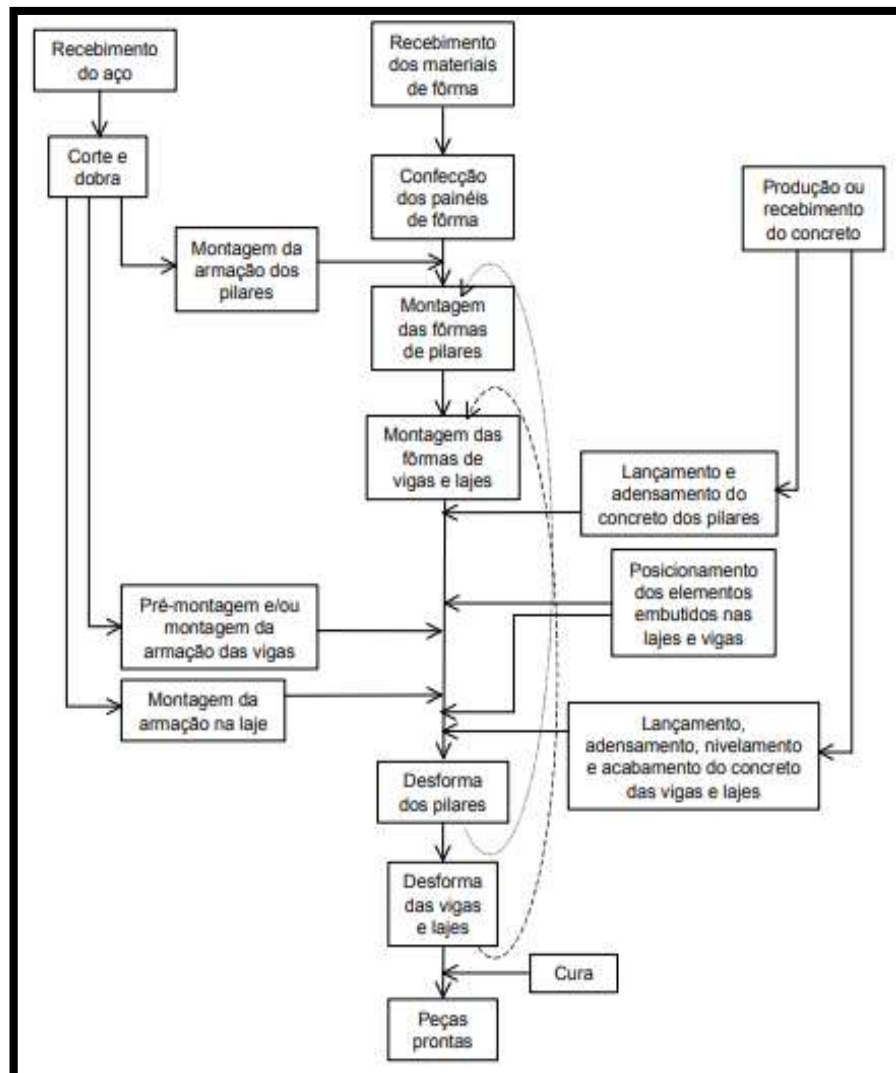 Recebimento
do aço
Recebimento
dos materiais
de fôrma
Corte e
dobra
Confecção
dos painéis
de fôrma
Produção ou
recebimento
do concreto
Montagem da
armação dos
pilares
Montagem
das fôrmas
de pilares
Montagem das
fôrmas de
vigas e lajes
Lançamento e
adensamento do
concreto dos pilares
Posicionamento
dos elementos
embutidos nas
lajes e vigas
Pré-montagem e/ou
montagem da
armação das vigas
Montagem da
armação na laje
Lançamento,
adensamento, nivelamento
e acabamento do concreto
das vigas e lajes
Desforma
dos pilares
Desforma
das vigas
e lajes
Cura
Peças
prontas